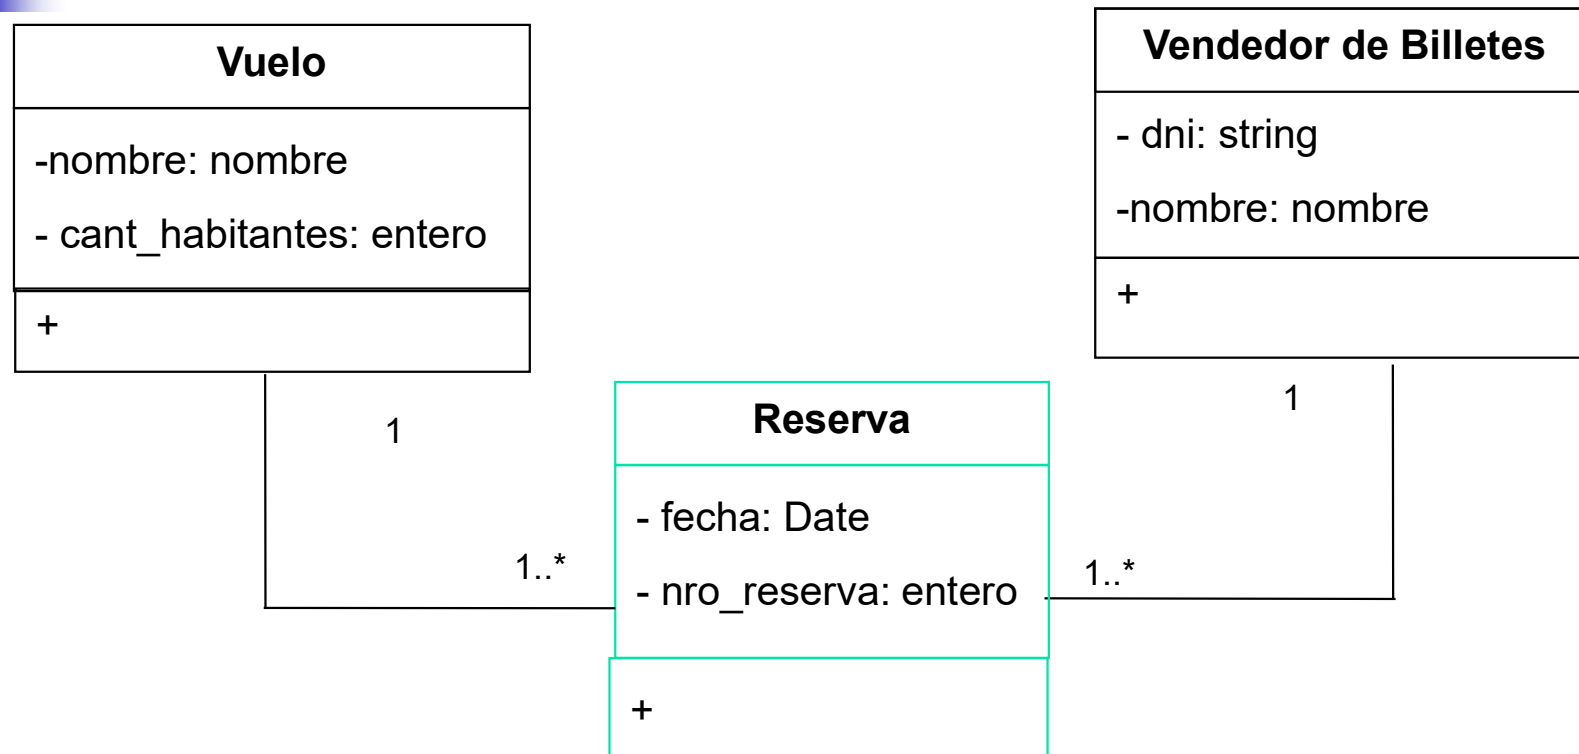 Vuelo
-nombre: nombre
- cant_habitantes: entero
+
Vendedor de Billetes
- dni: string
-nombre: nombre
+
1
1
Reserva
- fecha: Date
- nro_reserva: entero
+
1..*
1..*